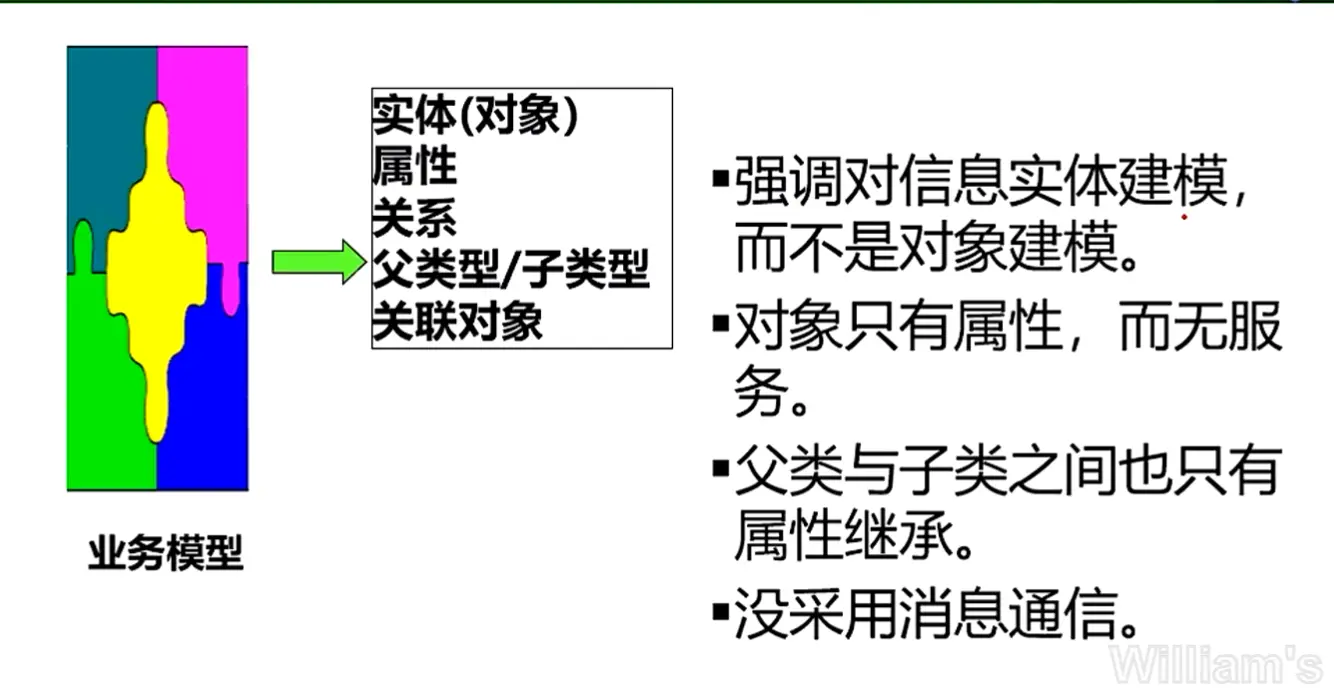 实体(对象)
属性
关系
父类型/子类型
关联对象
业务模型
▪强调对信息实体建模，
而不是对象建模。
▪对象只有属性，而无服
务。
▪父类与子类之间也只有
属性继承。
▪没采用消息通信。
William's